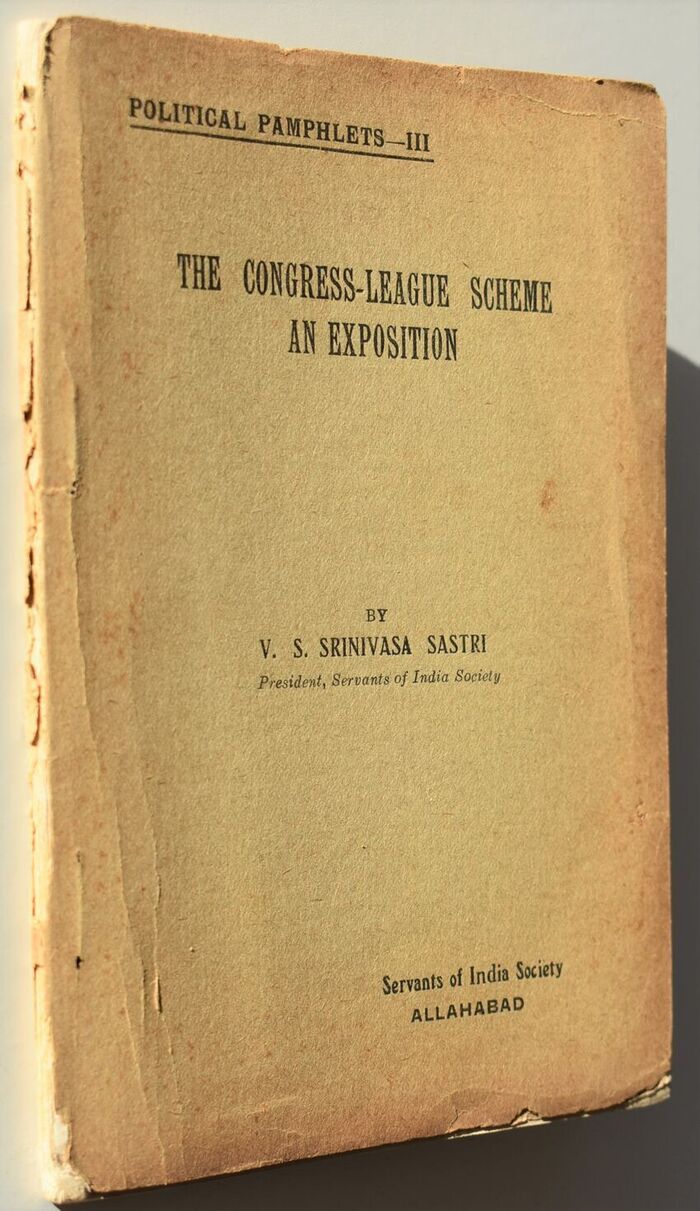 POLITICAL PAMPHLETS—III
THE CONGRESS-LEAGUE SCHEME
AN EXPOSITION
BY
V. S. SRINIVASA SASTRI
President, Servants of India Society
Servants of India Society
ALLAHABAD